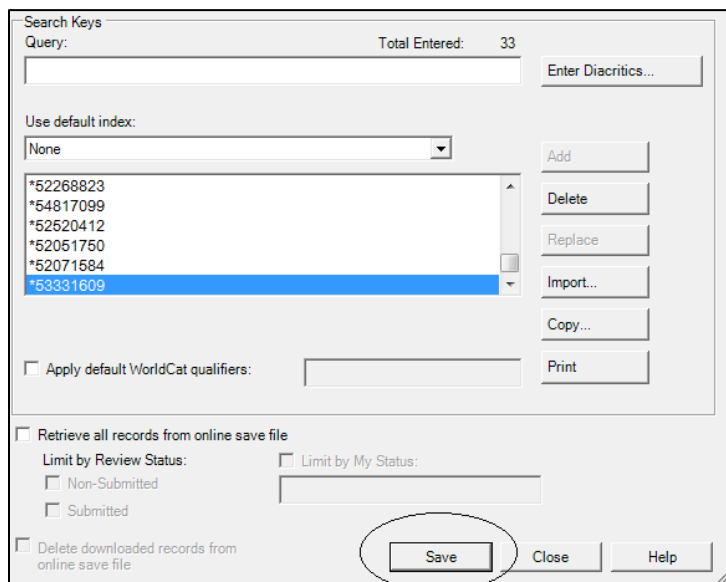 Search Keys
Query: Total Entered: 33
Enter Diacritics...
Use default index:
None
Add
*52268823
*54817099
Delete
*52520412
*52051750
Replace
*52071584
*53331609
Import...
Copy...
Apply default WorldCat qualifiers:
Print
Retrieve all records from online save file
Limit by Review Status: Limit by My Status:
Non-Submitted
Submitted
Delete downloaded records from
online save file
Save Close Help